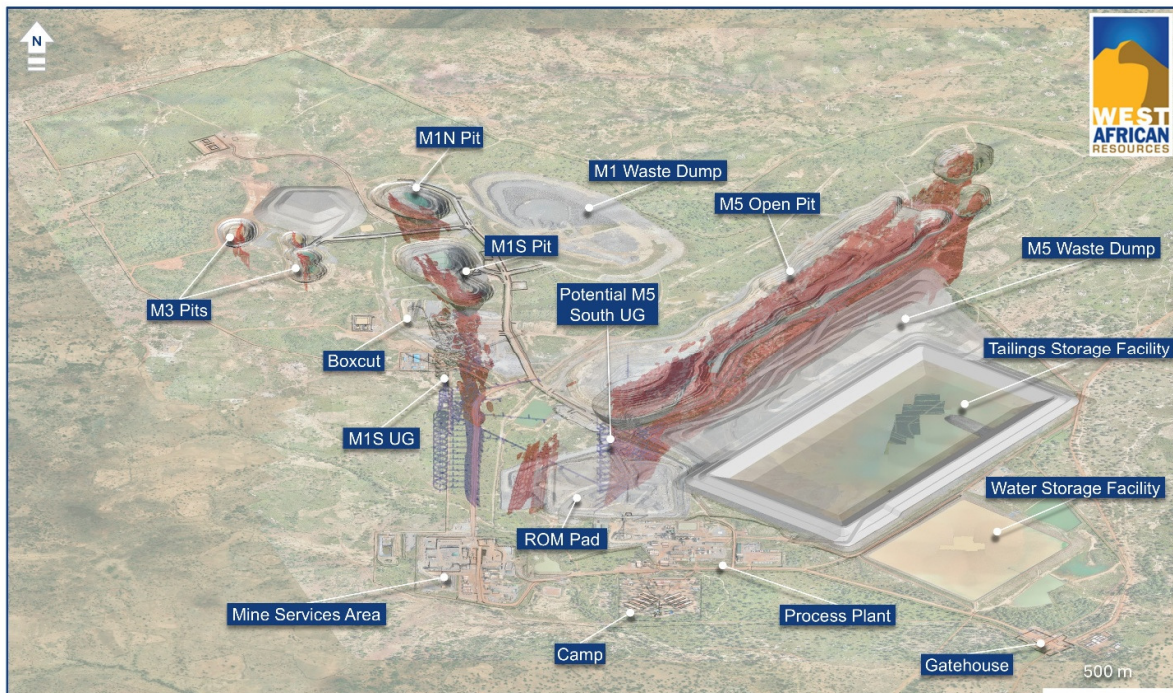 N
WEST
AFRICAN
RESOURCES
M1N Pit
M1 Waste Dump
M5 Open Pit
M1S Pit
M5 Waste Dump
Potential M5
South UG
M3 Pits
Boxcut
Tailings Storage Facility
M1S UG
Water Storage Facility
ROM Pad
Mine Services Area
Process Plant
Camp
Gatehouse
500 m